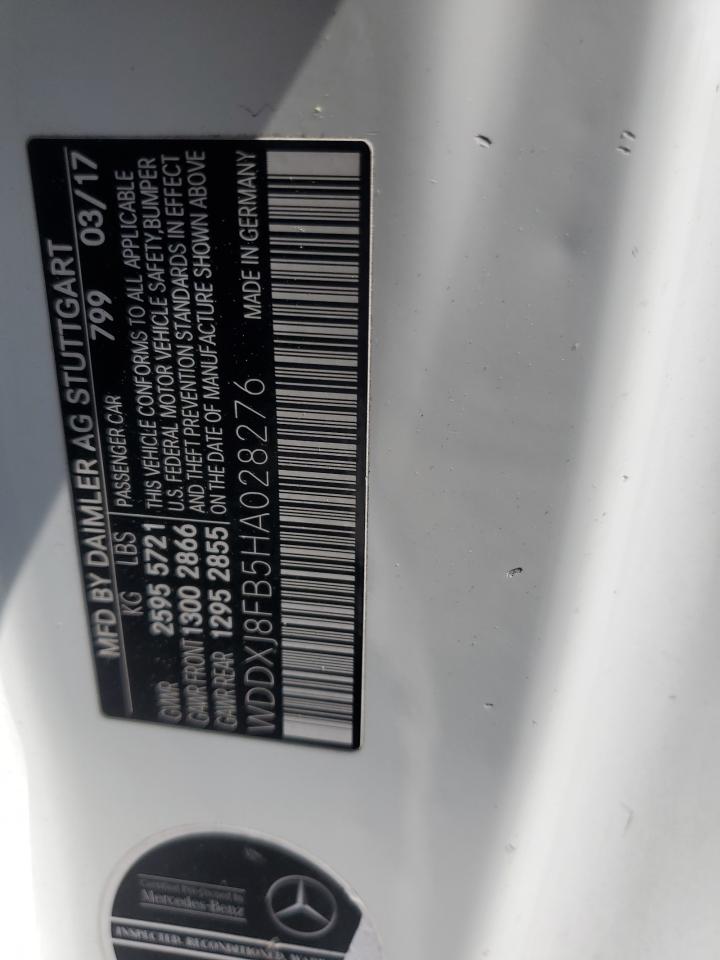 MFD BY DAIMLER AG STUTTGART
799 03/17
KG LBS PASSENGER CAR
GVWR 2595 5721
GAWR FRONT 1300 2866
GAWR REAR 1295 2855
THIS VEHICLE CONFORMS TO ALL APPLICABLE
U.S. FEDERAL MOTOR VEHICLE SAFETY, BUMPER
AND THEFT PREVENTION STANDARDS IN EFFECT
ON THE DATE OF MANUFACTURE SHOWN ABOVE
WDDXJ8FB5HA028276 MADE IN GERMANY
Certified Pre-Owned by
Mercedes-Benz
INSPECTED. RECONDITIONED.